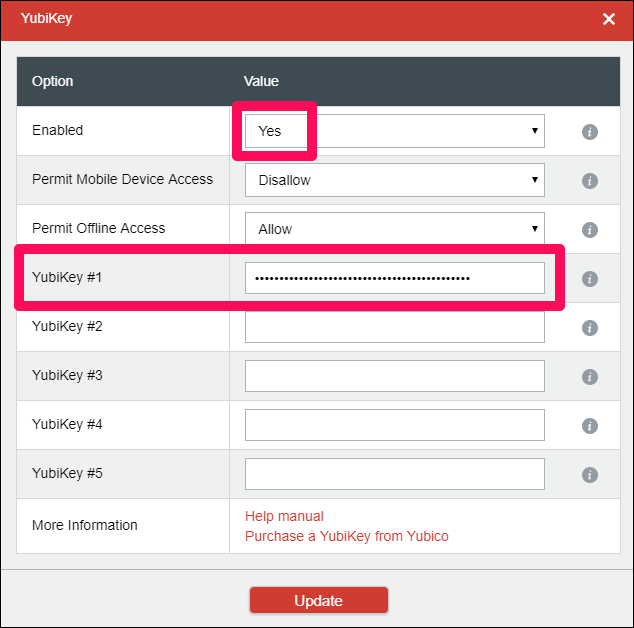 YubiKey ×
Option Value
Enabled Yes
Permit Mobile Device Access Disallow
Permit Offline Access Allow
YubiKey #1 ••••••••••••••••••••••••••••••••••••••••••••
YubiKey #2
YubiKey #3
YubiKey #4
YubiKey #5
More Information Help manual
Purchase a YubiKey from Yubico
Update